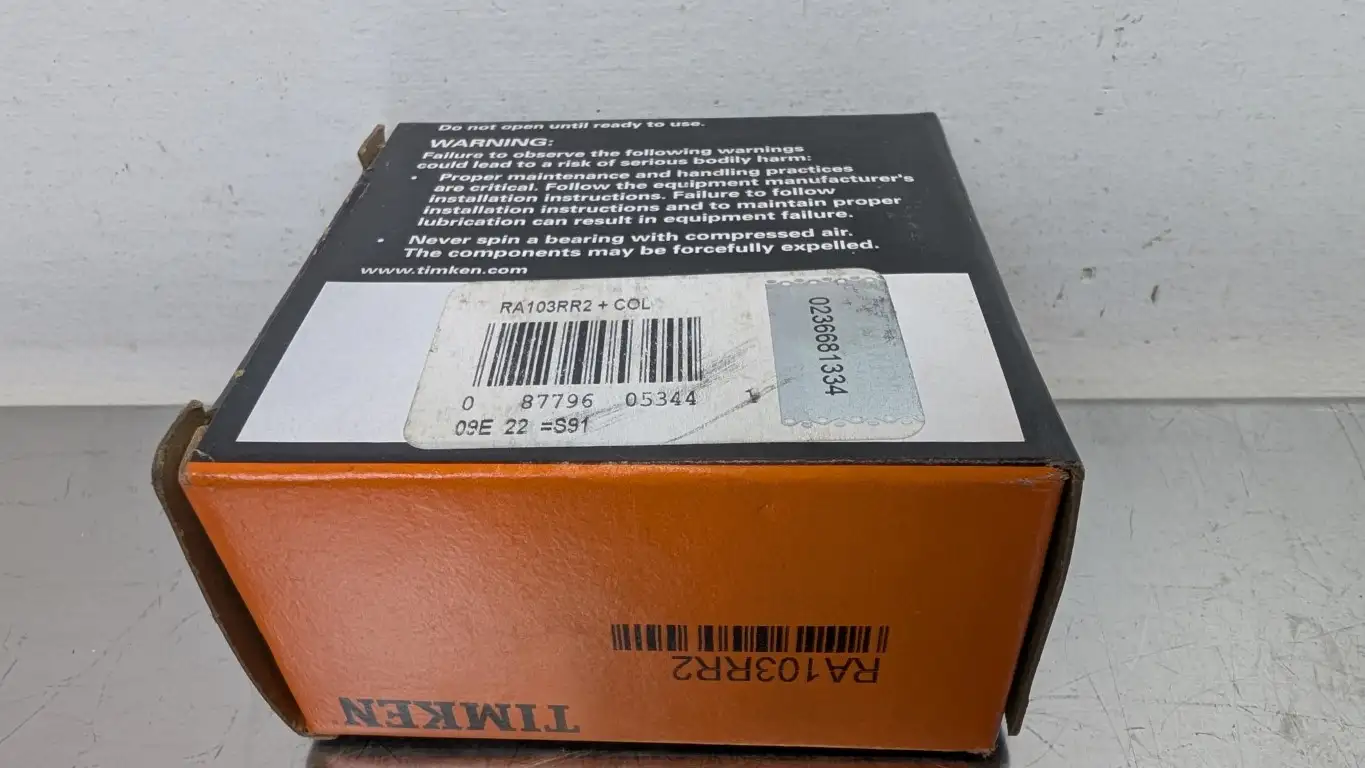 Do not open until ready to use.
WARNING:
Failure to observe the following warnings
could lead to a risk of serious bodily harm:
• Proper maintenance and handling practices
are critical. Follow the equipment manufacturer's
installation instructions. Failure to follow
installation instructions and to maintain proper
lubrication can result in equipment failure.
• Never spin a bearing with compressed air.
The components may be forcefully expelled.
www.timken.com
RA103RR2 + COL
0 87796 05344 1
09E 22 =S91
0236681334
RA103RR2
TIMKEN